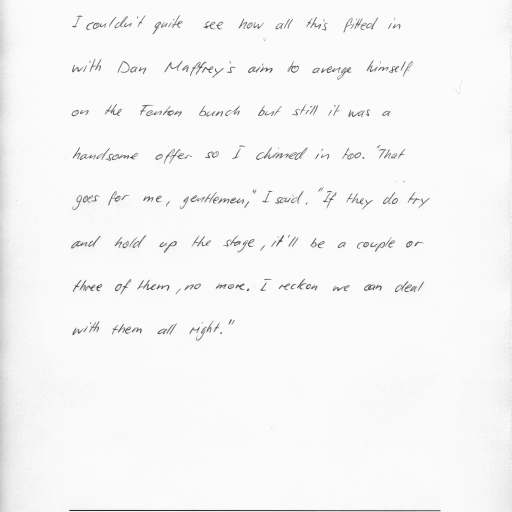 I couldn't quite see how all this fitted in
with Dan Maffrey's aim to avenge himself
on the Fenton bunch but still it was a
handsome offer so I chimed in too. "That
goes for me, gentlemen," I said. "If they do try
and hold up the stage, it'll be a couple or
three of them, no more. I reckon we can deal
with them all right."